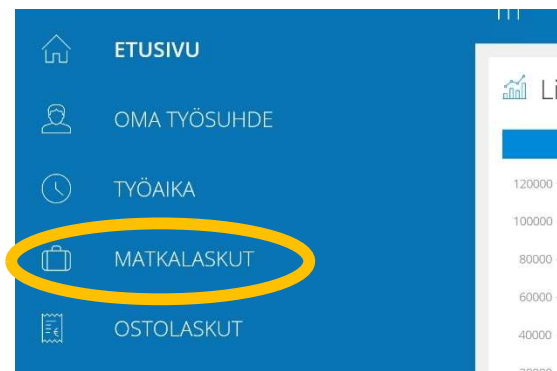 ETUSIVU
OMA TYÖSUHDE
TYÖAIKA
MATKALASKUT
OSTOLASKUT
120000
100000
80000
60000
40000